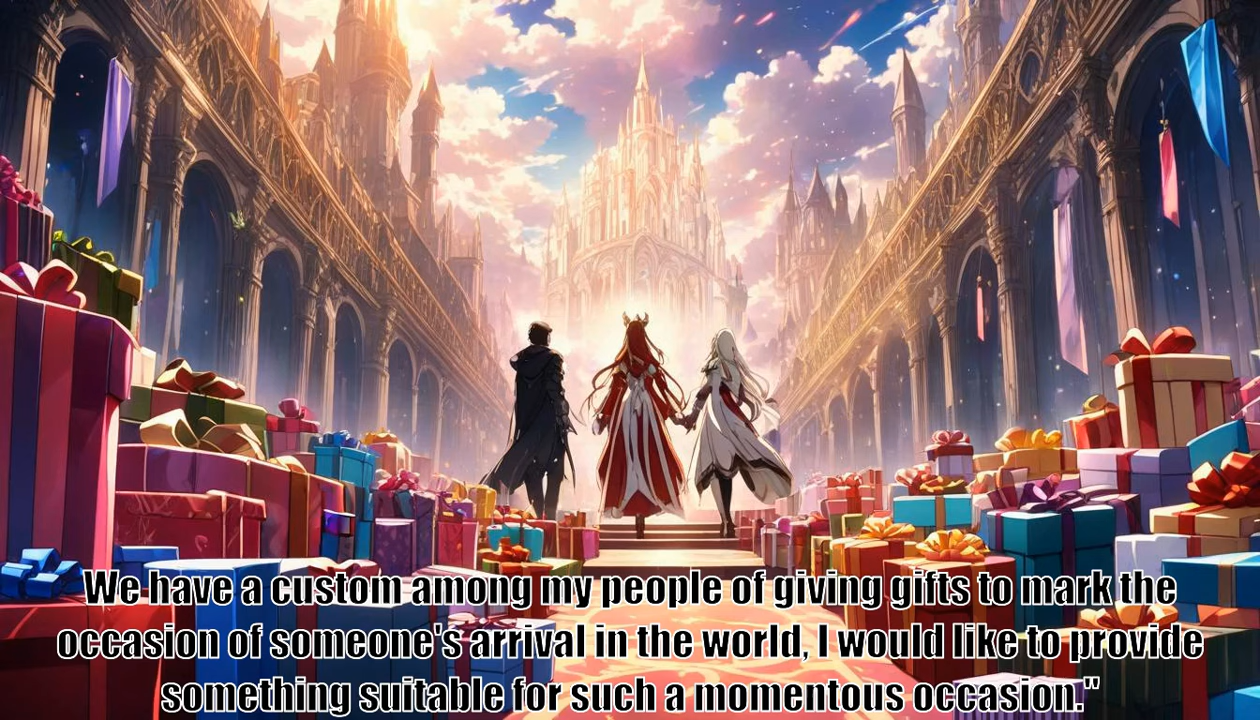 We have a custom among my people of giving gifts to mark the
occasion of someone's arrival in the world, I would like to provide
something suitable for such a momentous occasion."